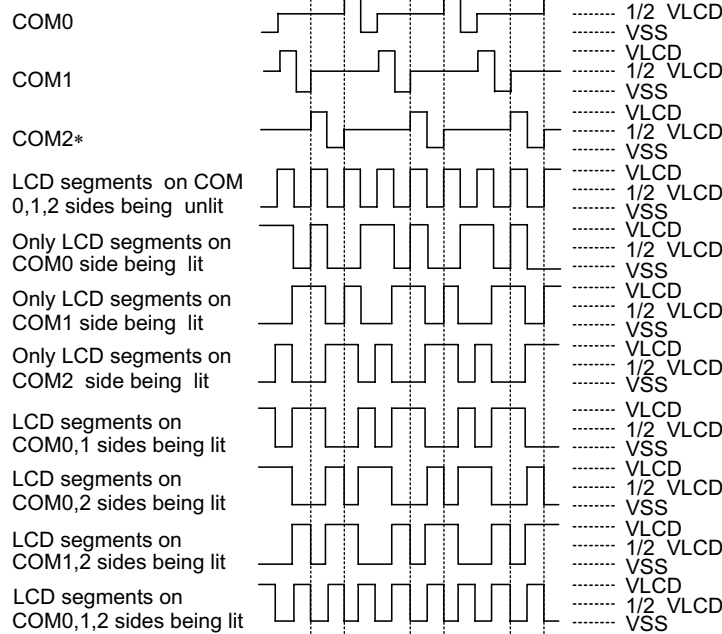 COM0
1/2 VLCD
VSS
VLCD
COM1
1/2 VLCD
VSS
VLCD
COM2*
1/2 VLCD
VSS
LCD segments on COM
0,1,2 sides being unlit
VLCD
1/2 VLCD
VSS
Only LCD segments on
COM0 side being lit
VLCD
1/2 VLCD
VSS
Only LCD segments on
COM1 side being lit
VLCD
1/2 VLCD
VSS
Only LCD segments on
COM2 side being lit
VLCD
1/2 VLCD
VSS
LCD segments on
COM0,1 sides being lit
VLCD
1/2 VLCD
VSS
LCD segments on
COM0,2 sides being lit
VLCD
1/2 VLCD
VSS
LCD segments on
COM1,2 sides being lit
VLCD
1/2 VLCD
VSS
LCD segments on
COM0,1,2 sides being lit
VLCD
1/2 VLCD
VSS